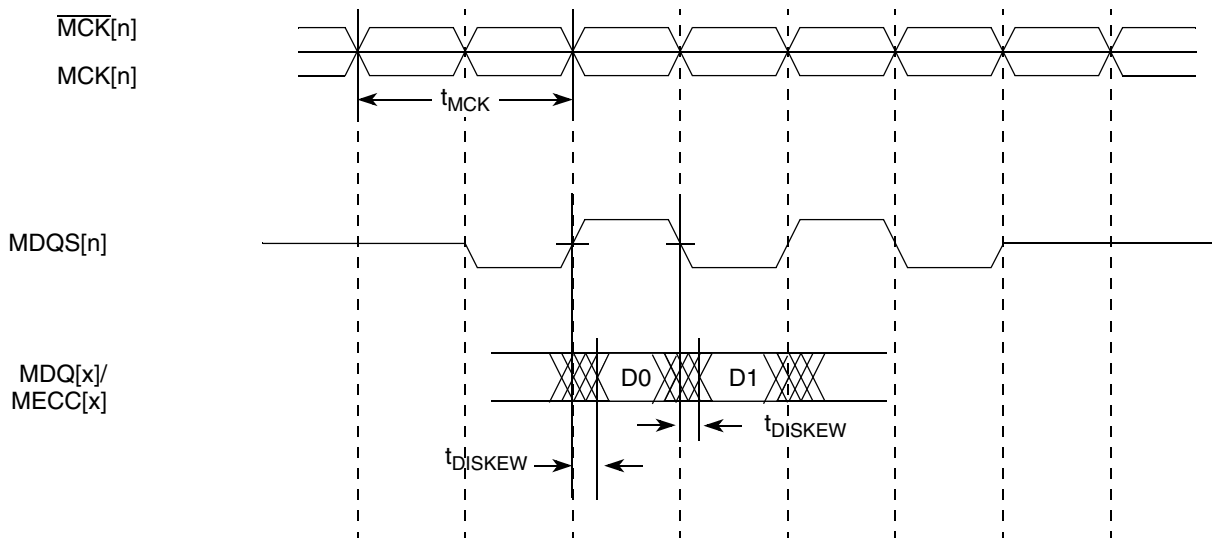 MCK[n]
MCK[n]
tMCK
MDQS[n]
MDQ[x]/
MECC[x]
D0
D1
tDISKEW
tDISKEW